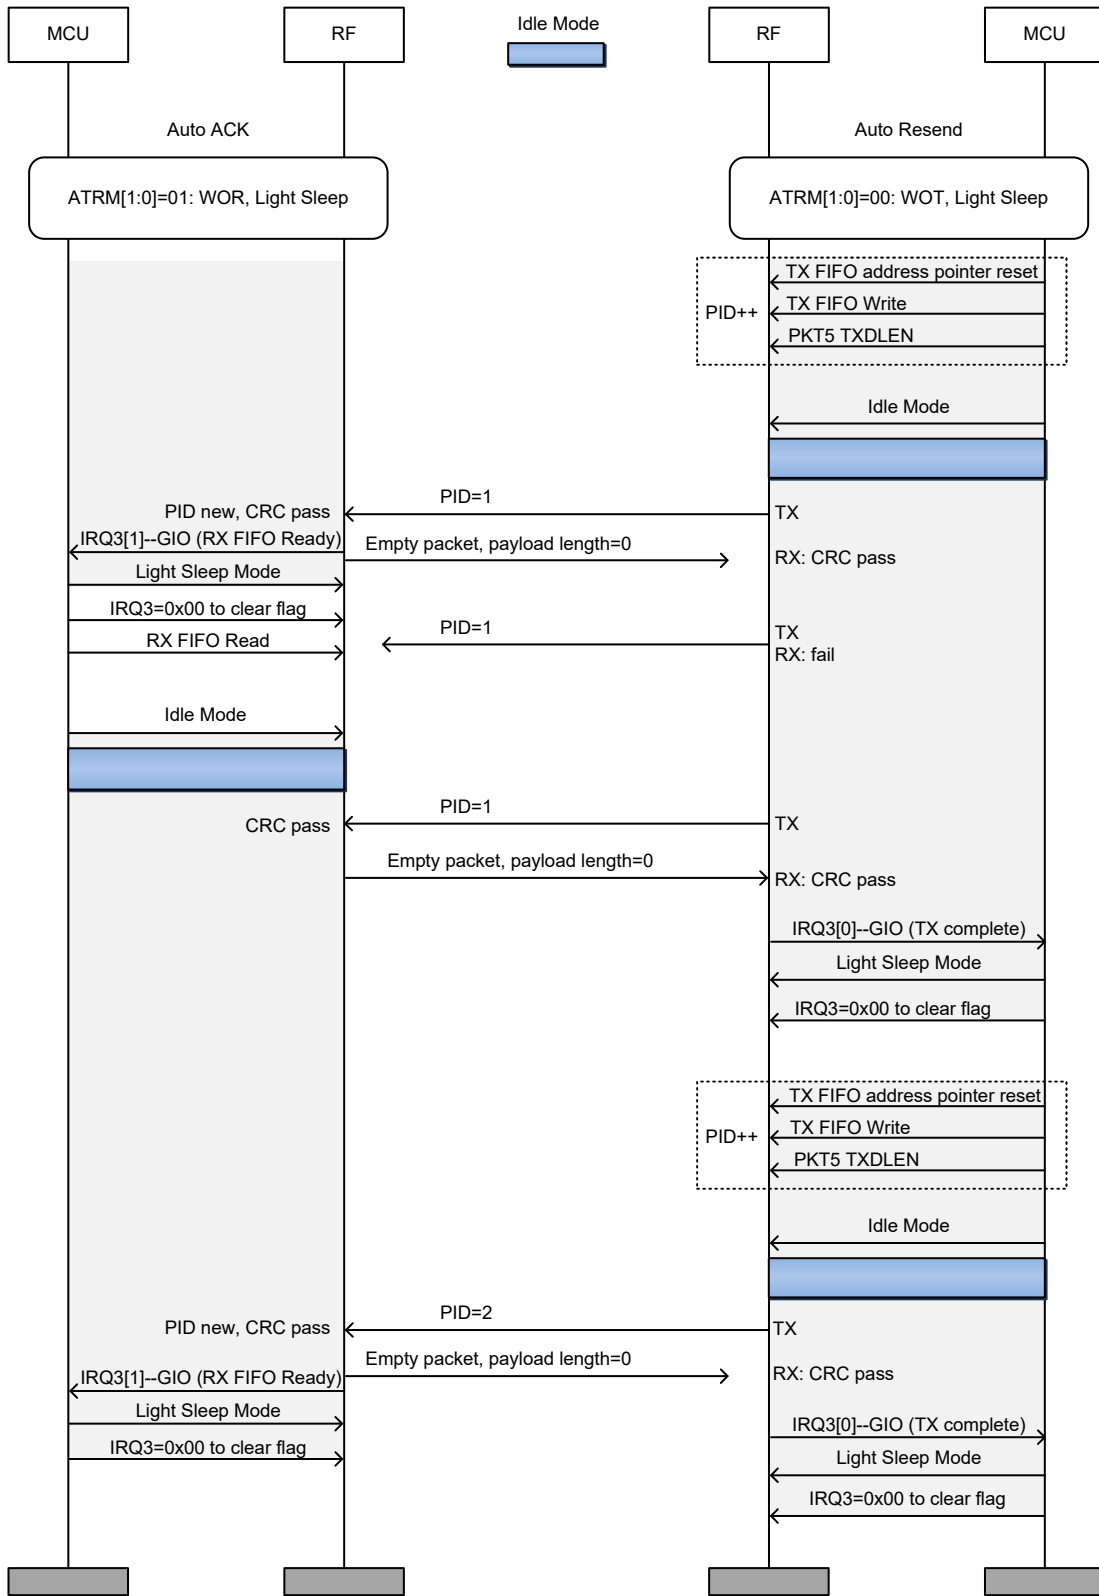 MCU
RF
Idle Mode
RF
MCU
Auto ACK
Auto Resend
ATRM[1:0]=01: WOR, Light Sleep
ATRM[1:0]=00: WOT, Light Sleep
TX FIFO address pointer reset
PID++
TX FIFO Write
PKT5 TXDLEN
Idle Mode
PID=1
PID new, CRC pass
TX
IRQ3[1]--GIO (RX FIFO Ready)
Empty packet, payload length=0
RX: CRC pass
Light Sleep Mode
IRQ3=0x00 to clear flag
PID=1
TX
RX FIFO Read
RX: fail
Idle Mode
PID=1
CRC pass
TX
Empty packet, payload length=0
RX: CRC pass
IRQ3[0]--GIO (TX complete)
Light Sleep Mode
IRQ3=0x00 to clear flag
TX FIFO address pointer reset
PID++
TX FIFO Write
PKT5 TXDLEN
Idle Mode
PID=2
PID new, CRC pass
TX
Empty packet, payload length=0
IRQ3[1]--GIO (RX FIFO Ready)
RX: CRC pass
Light Sleep Mode
IRQ3[0]--GIO (TX complete)
IRQ3=0x00 to clear flag
Light Sleep Mode
IRQ3=0x00 to clear flag